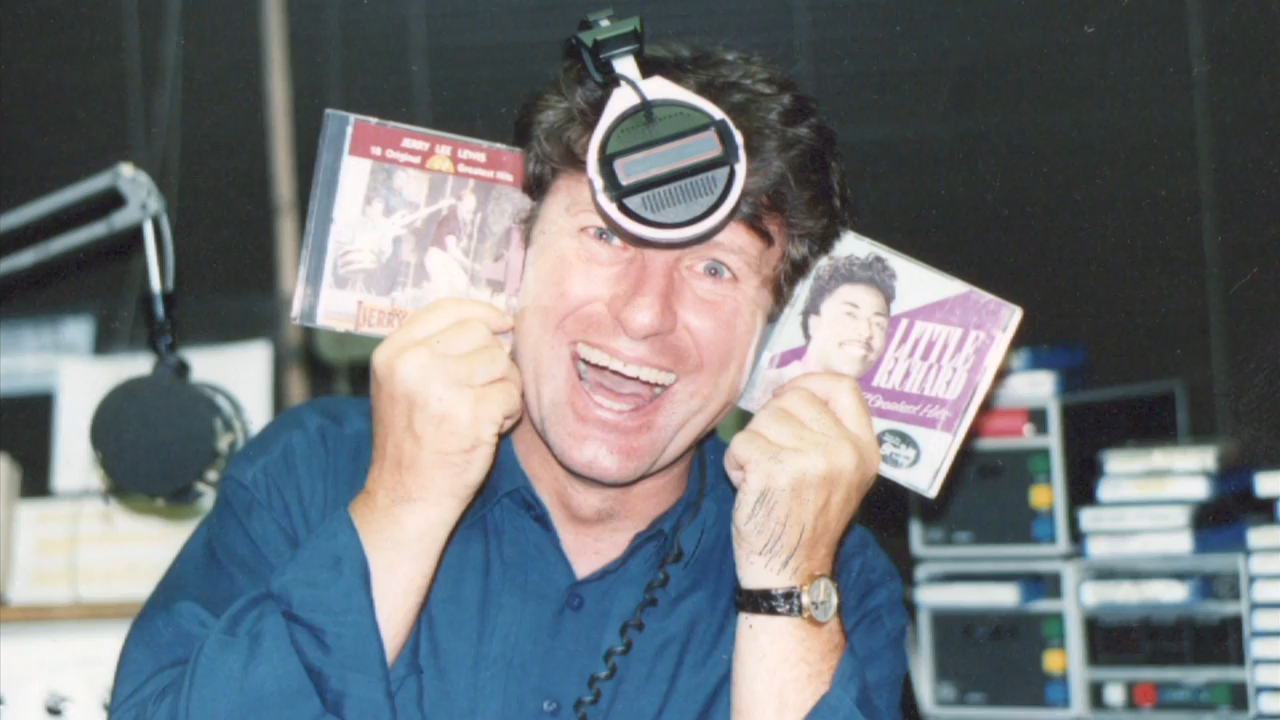 JERRY LEE LEWIS
18 Original Greatest Hits
JERRY
LITTLE
RICHARD
Greatest Hits